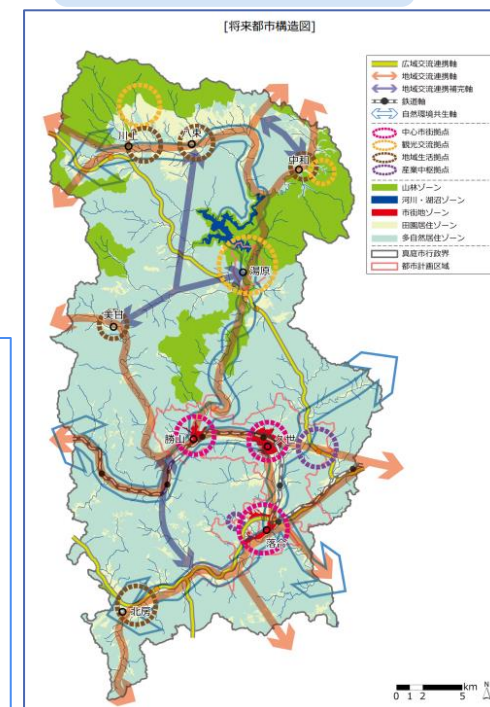 [将来都市構造図]
広域交流連携軸
地域交流連携軸
地域交流連携補完軸
鉄道軸
自然環境共生軸
中心市街拠点
観光交流拠点
地域生活拠点
産業中枢拠点
山林ゾーン
河川・湖沼ゾーン
市街地ゾーン
田園居住ゾーン
多自然居住ゾーン
真庭市行政界
都市計画区域
川上
八束
中和
湯原
美甘
勝山
久世
落合
北房
0 1 2 5 km
N